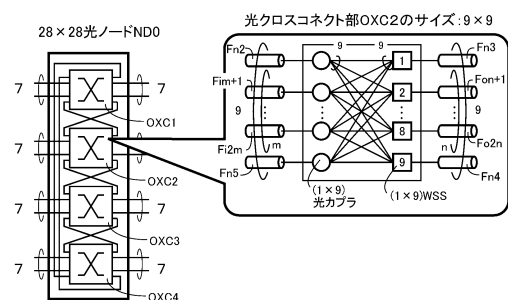 28×28光ノードND0
7
7
OXC1
7
7
OXC2
7
7
OXC3
7
7
OXC4
光クロスコネクト部OXC2のサイズ:9×9
Fn2
9
9
1
Fn3
Fim+1
2
Fon+1
9
9
Fi2m
m
8
n
Fo2n
Fn5
9
Fn4
(1×9)
光カプラ
(1×9)WSS